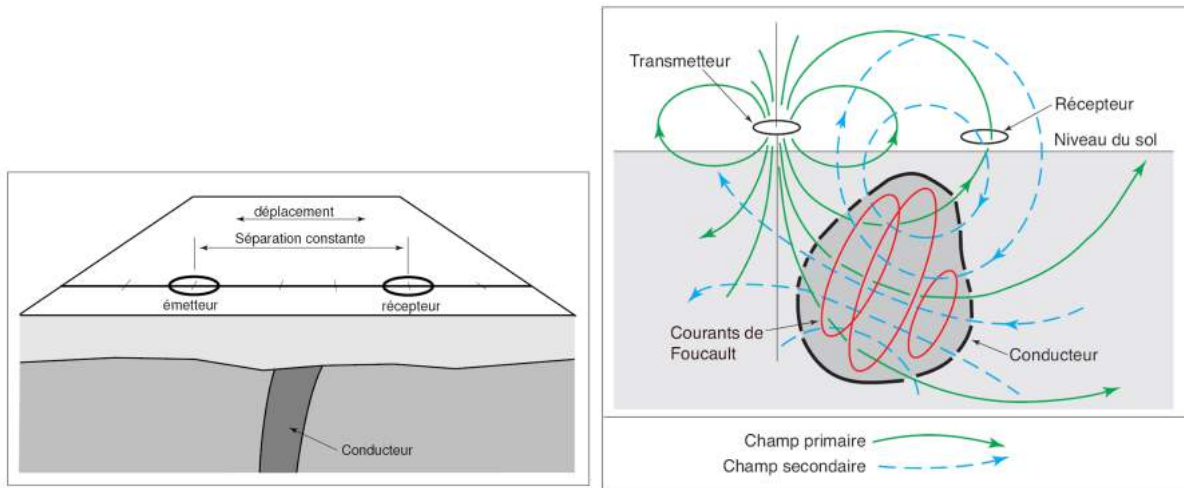 déplacement
Séparation constante
émetteur
récepteur
Conducteur
Transmetteur
Récepteur
Niveau du sol
Courants de
Foucault
Conducteur
Champ primaire
Champ secondaire